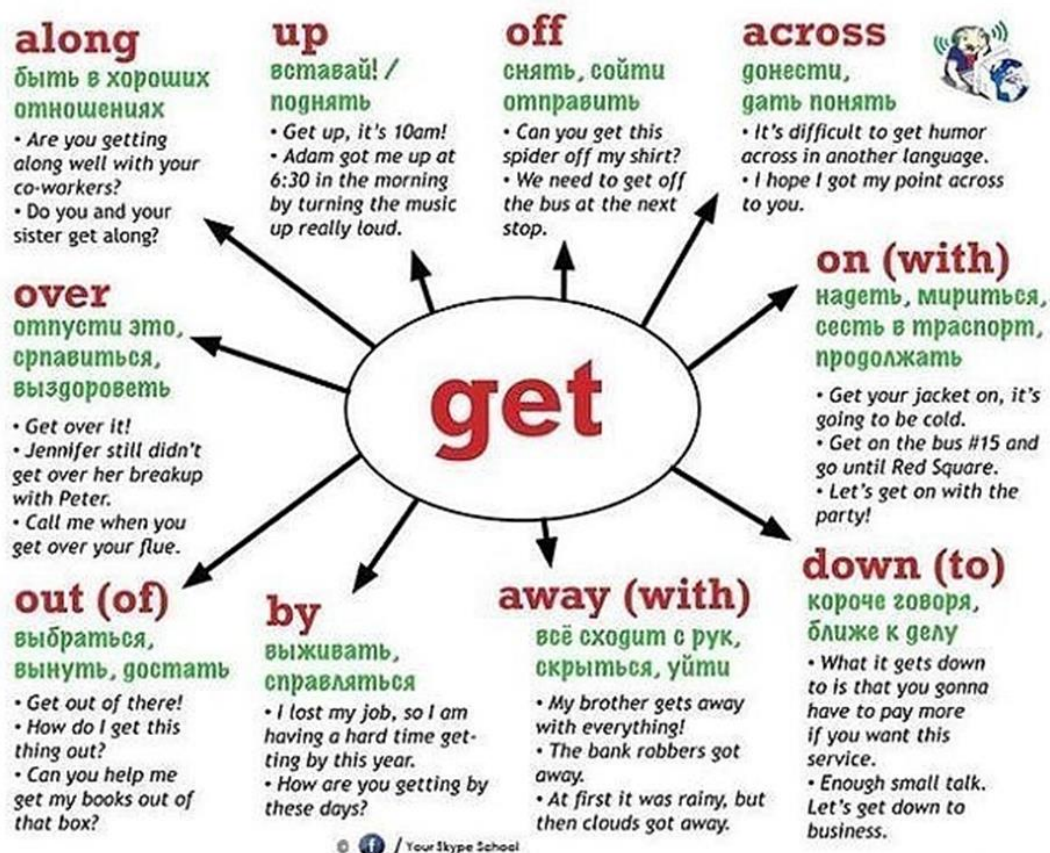 along
быть в хороших
отношениях
• Are you getting
along well with your
co-workers?
• Do you and your
sister get along?
up
вставай! /
поднять
• Get up, it's 10am!
• Adam got me up at
6:30 in the morning
by turning the music
up really loud.
off
снять, сойти
отправить
• Can you get this
spider off my shirt?
• We need to get off
the bus at the next
stop.
across
донести,
дать понять
• It's difficult to get humor
across in another language.
• I hope I got my point across
to you.
over
отпусти это,
српавиться,
выздороветь
• Get over it!
• Jennifer still didn't
get over her breakup
with Peter.
• Call me when you
get over your flue.
get
on (with)
надеть, мириться,
сесть в траспорт,
продолжать
• Get your jacket on, it's
going to be cold.
• Get on the bus #15 and
go until Red Square.
• Let's get on with the
party!
out (of)
выбраться,
вынуть, достать
• Get out of there!
• How do I get this
thing out?
• Can you help me
get my books out of
that box?
by
выживать,
справляться
• I lost my job, so I am
having a hard time get-
ting by this year.
• How are you getting by
these days?
away (with)
всё сходит с рук,
скрыться, уйти
• My brother gets away
with everything!
• The bank robbers got
away.
• At first it was rainy, but
then clouds got away.
down (to)
короче говоря,
ближе к делу
• What it gets down
to is that you gonna
have to pay more
if you want this
service.
• Enough small talk.
Let's get down to
business.
© f / Your Skype School